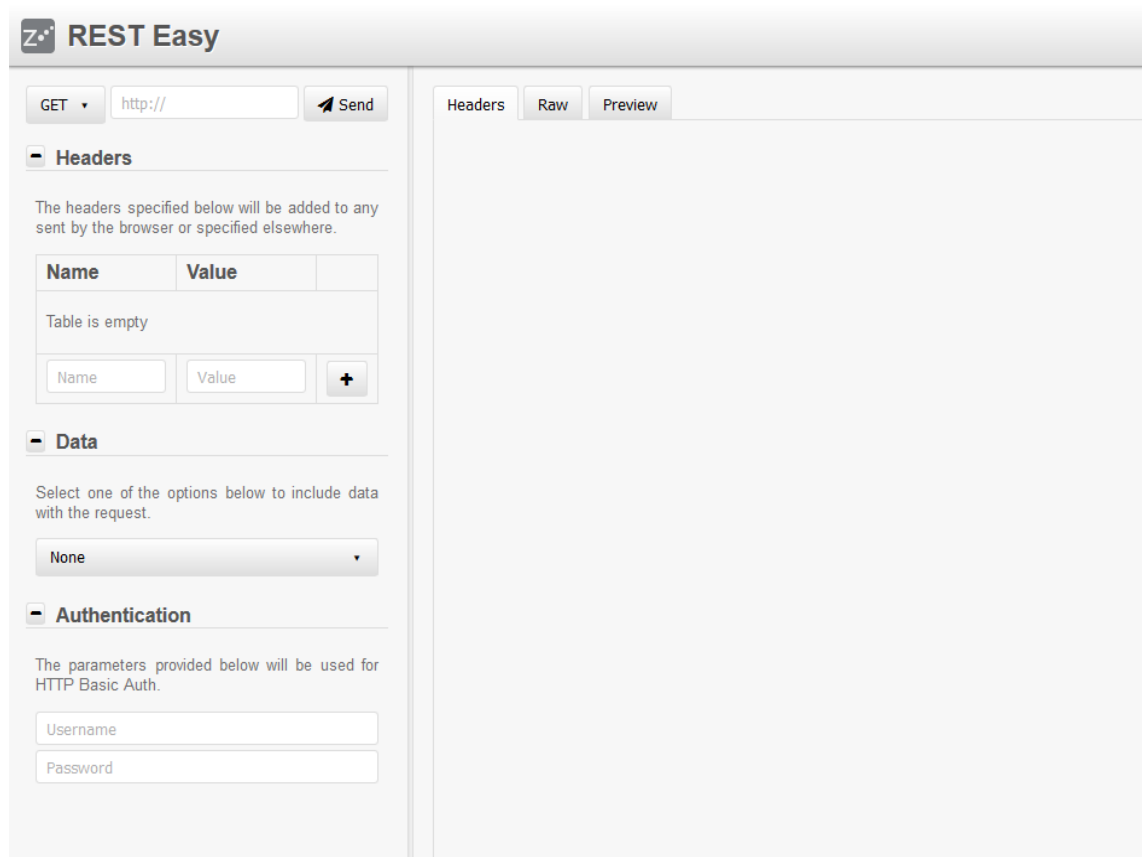 REST Easy
GET
http://
Send
Headers
The headers specified below will be added to any
sent by the browser or specified elsewhere.
Name Value
Table is empty
Name Value
Data
Select one of the options below to include data
with the request.
None
Authentication
The parameters provided below will be used for
HTTP Basic Auth.
Username
Password
Headers Raw Preview